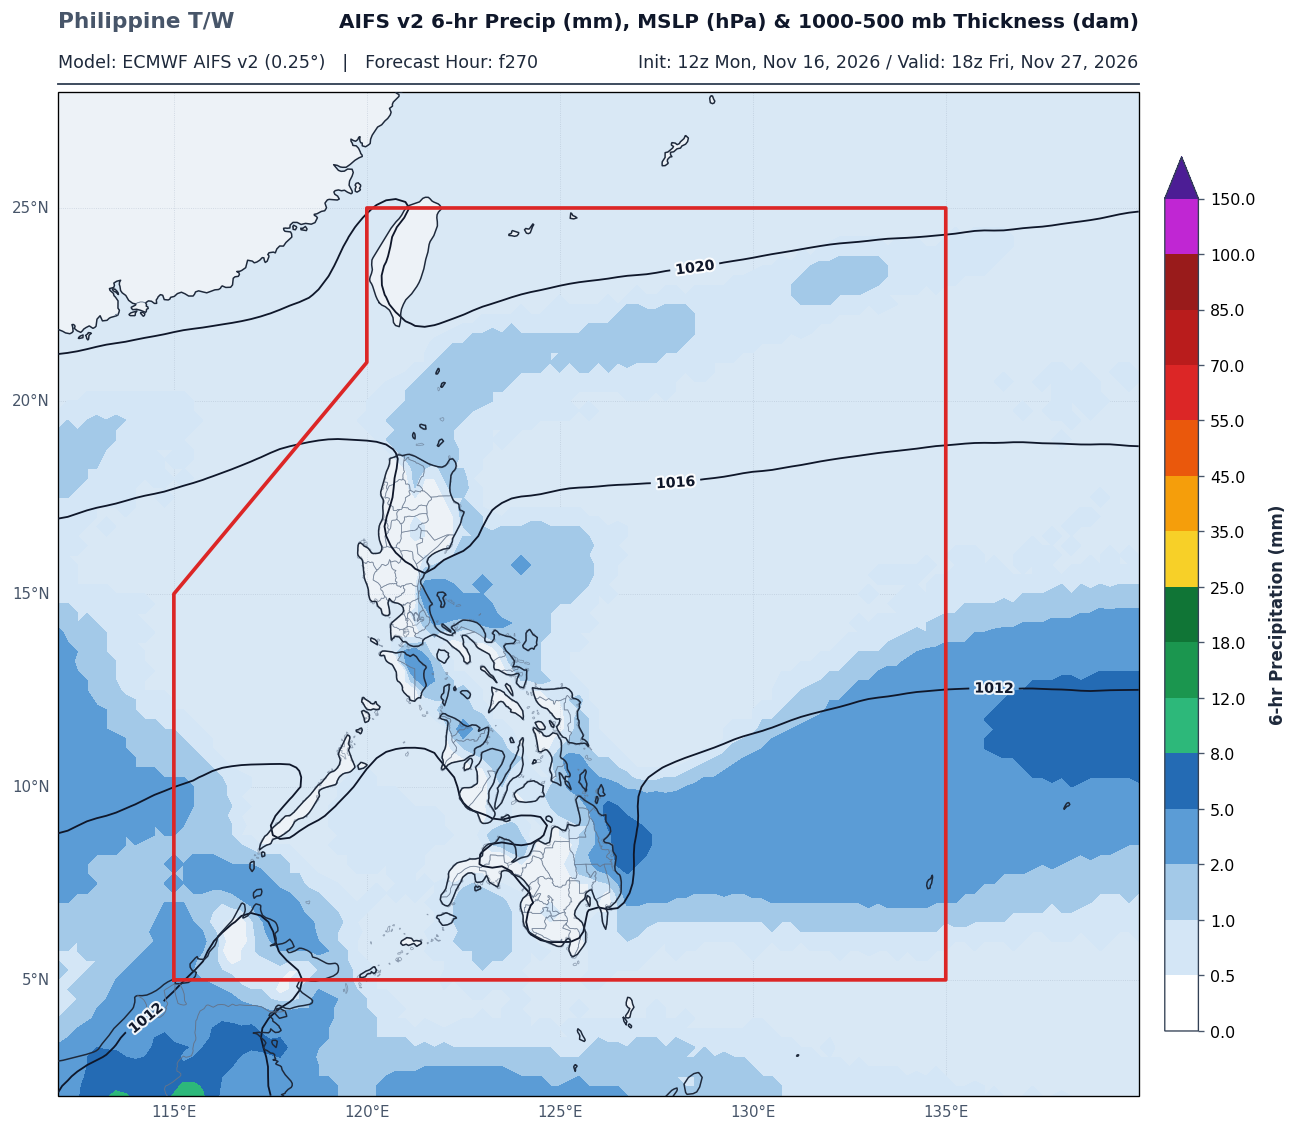 Philippine T/W
AIFS v2 6-hr Precip (mm), MSLP (hPa) & 1000-500 mb Thickness (dam)
Model: ECMWF AIFS v2 (0.25°) | Forecast Hour: f270
Init: 12z Mon, Nov 16, 2026 / Valid: 18z Fri, Nov 27, 2026
25°N
20°N
15°N
10°N
5°N
1020
1016
1012
1012
115°E
120°E
125°E
130°E
135°E
150.0
100.0
85.0
70.0
55.0
45.0
35.0
25.0
18.0
12.0
8.0
5.0
2.0
1.0
0.5
0.0
6-hr Precipitation (mm)